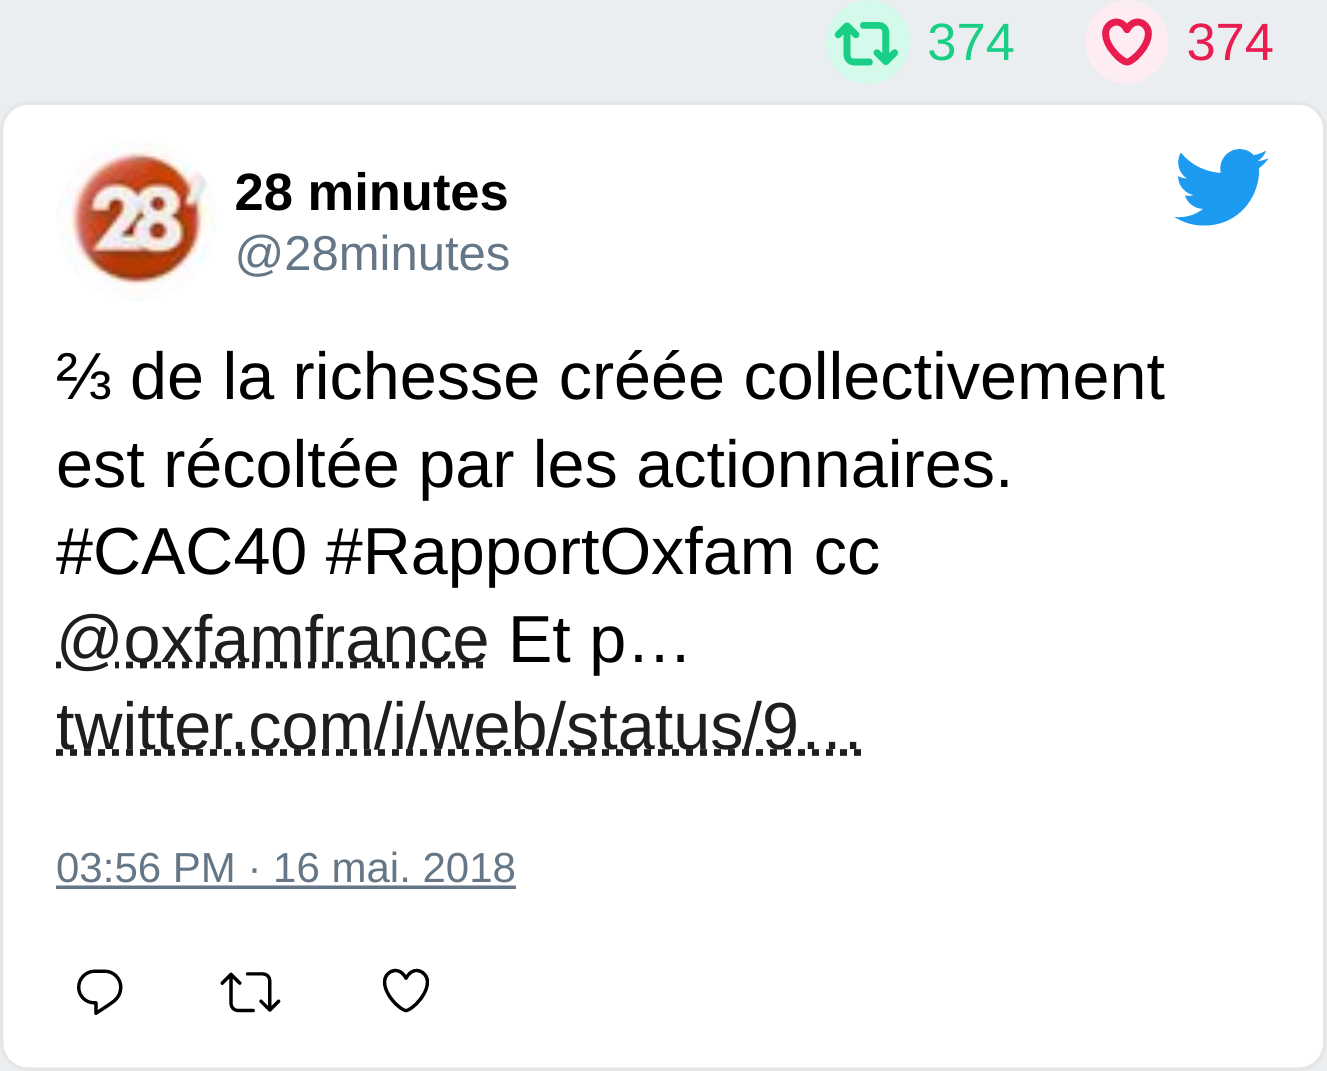 374 374
28'
28 minutes
@28minutes
⅔ de la richesse créée collectivement
est récoltée par les actionnaires.
#CAC40 #RapportOxfam cc
@oxfamfrance Et p…
twitter.com/i/web/status/9…
03:56 PM · 16 mai. 2018